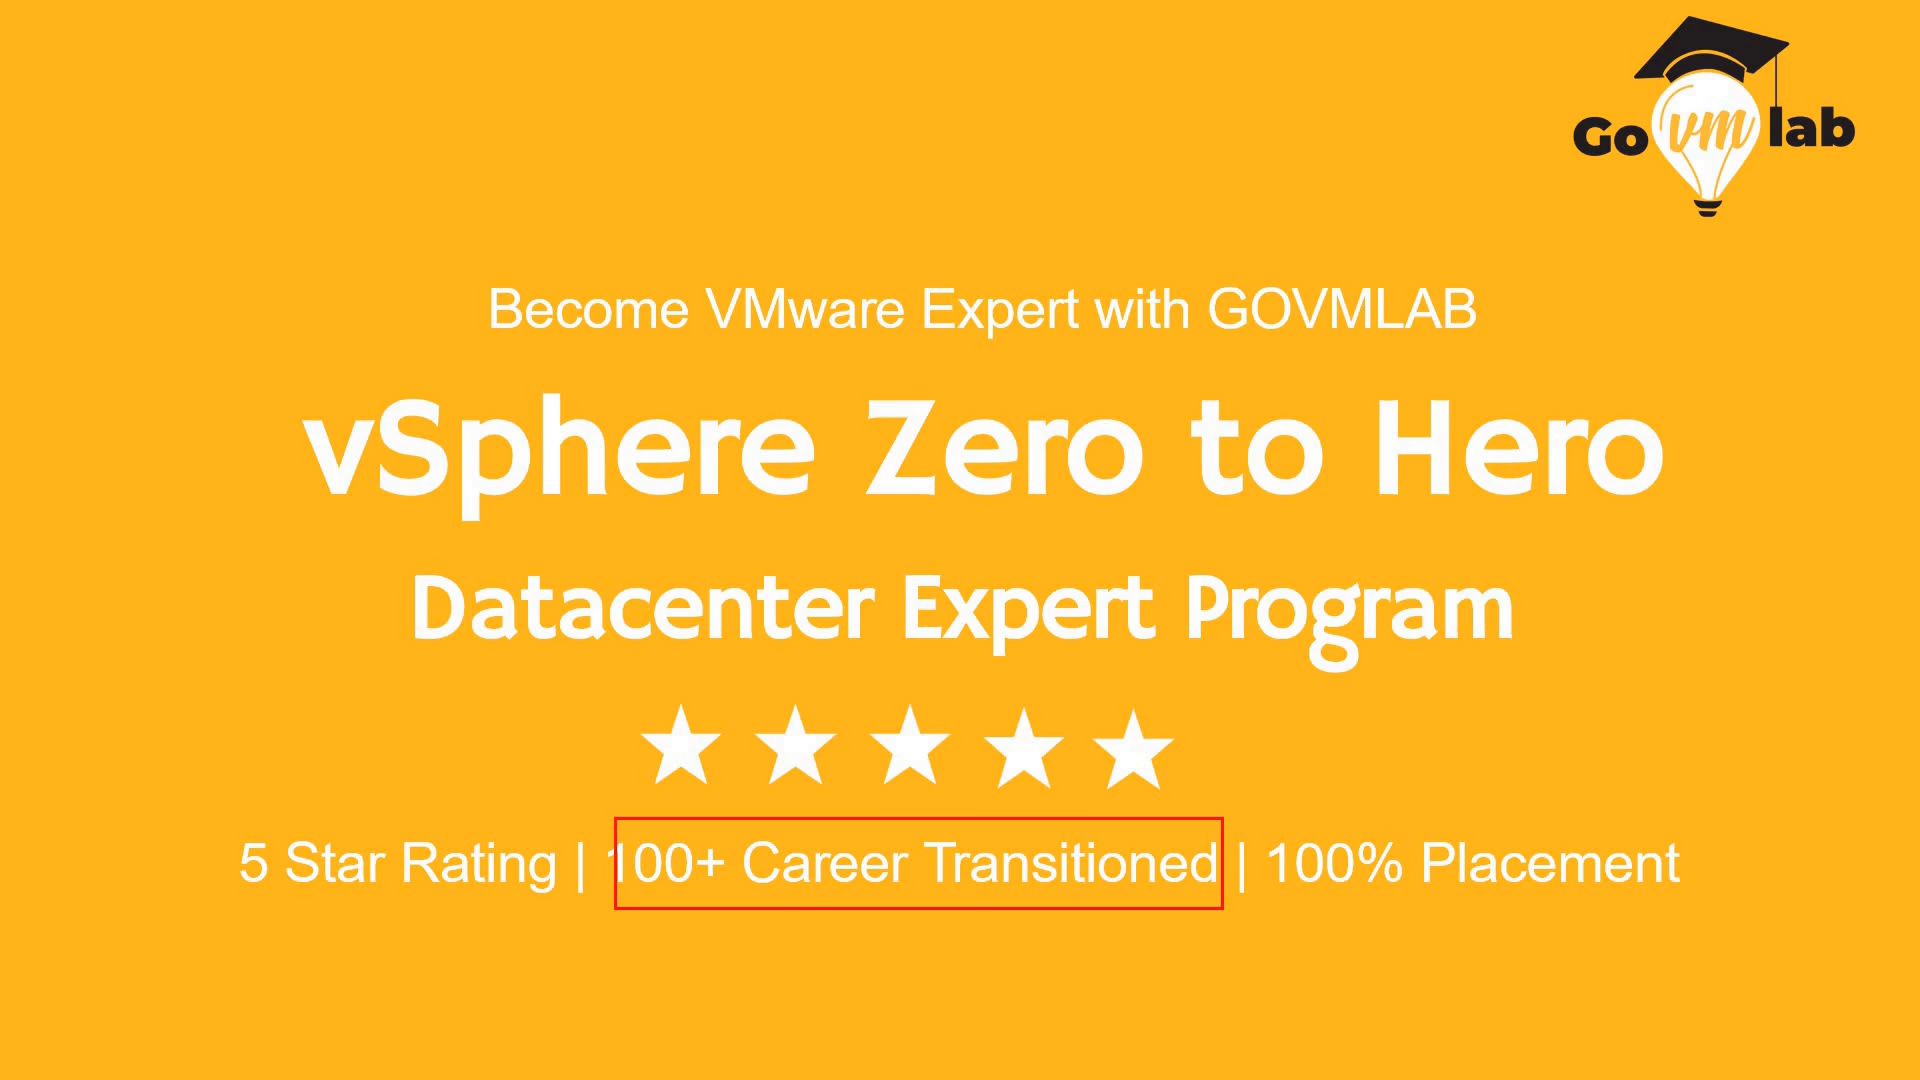 Go vm lab
Become VMware Expert with GOVMLAB
vSphere Zero to Hero
Datacenter Expert Program
5 Star Rating | 100+ Career Transitioned | 100% Placement